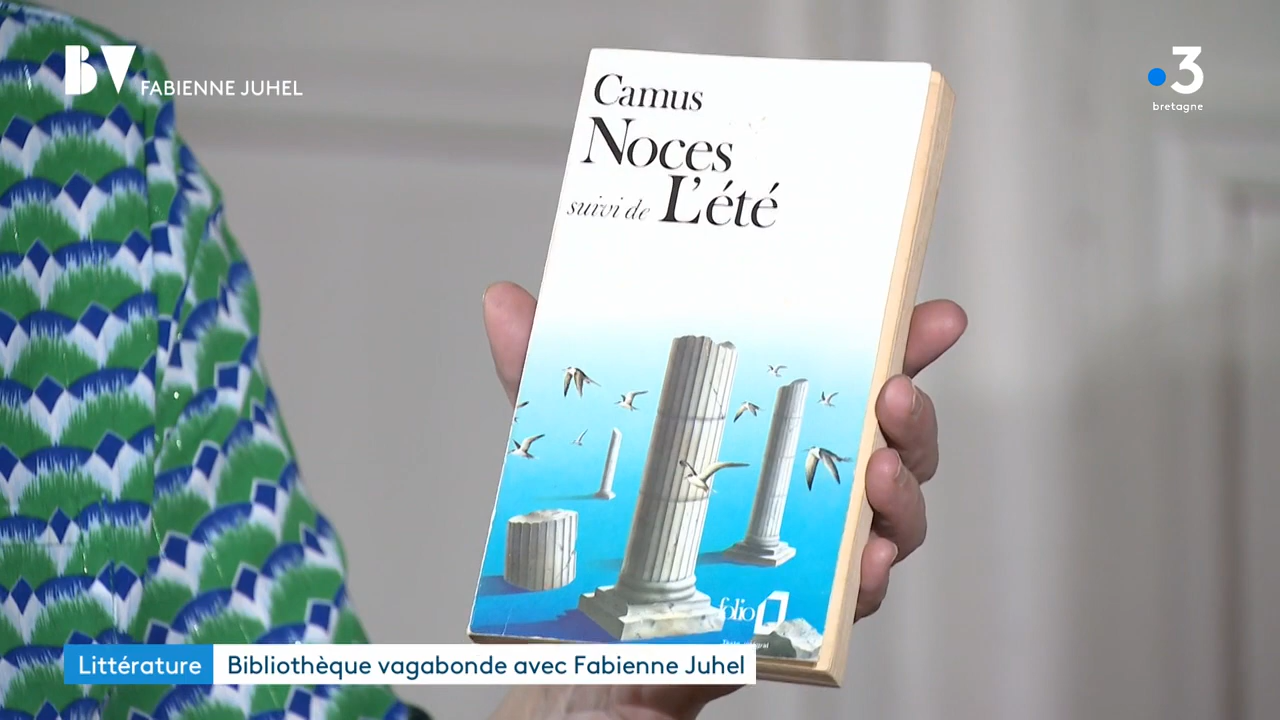 BV FABIENNE JUHEL
3
bretagne
Camus
Noces
suivi de L'été
folio
Littérature Bibliothèque vagabonde avec Fabienne Juhel